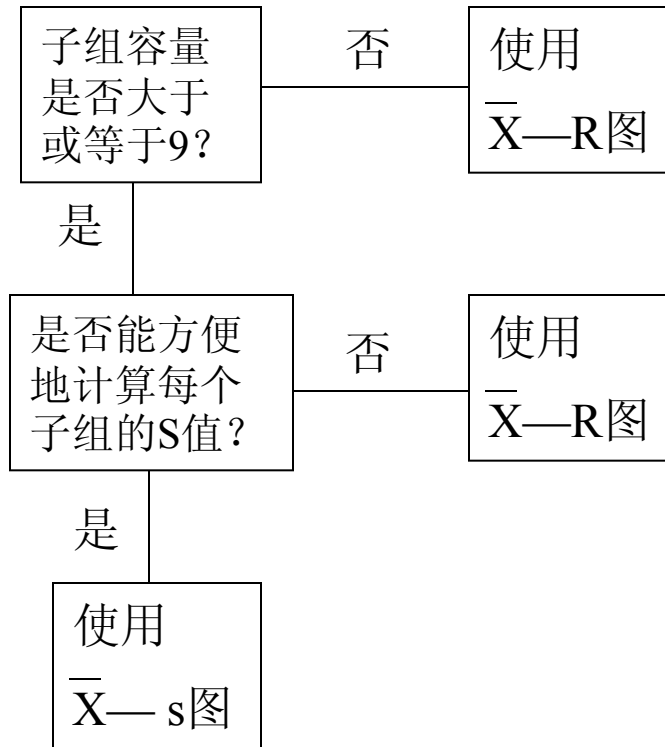 子组容量
是否大于
或等于9?
否
使用
X̅—R图
是
是否能方便
地计算每个
子组的S值?
否
使用
X̅—R图
是
使用
X̅— s图